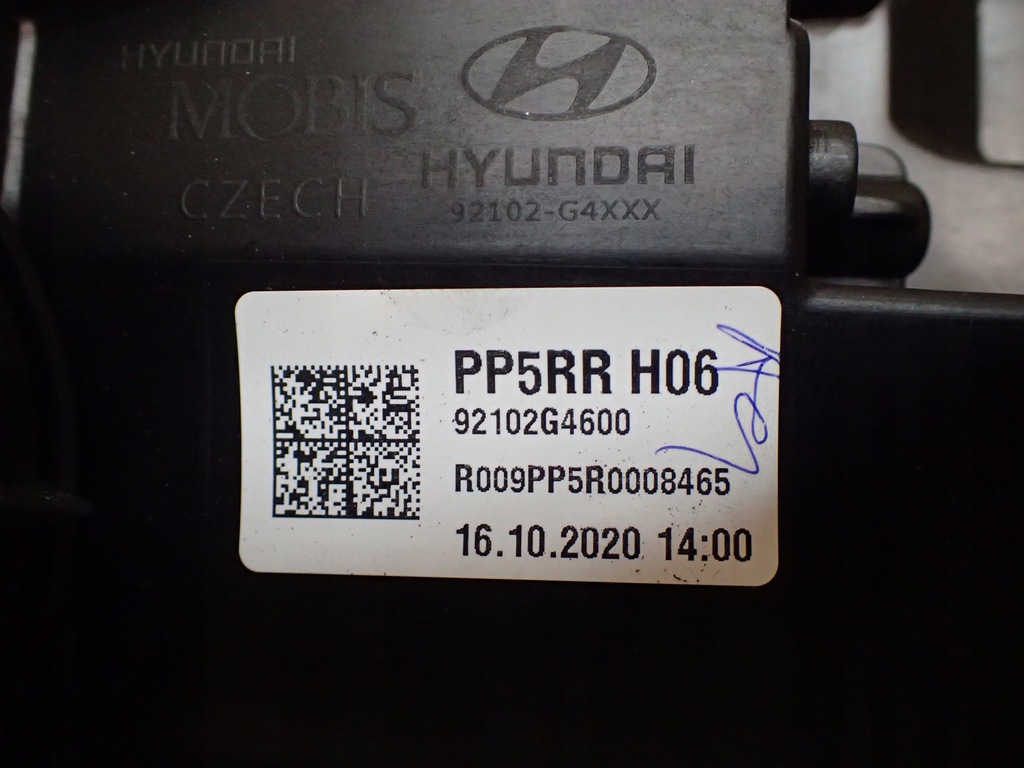 HYUNDAI
MOBIS
CZECH
HYUNDAI
92102-G4XXX
PP5RR H06
92102G4600
R009PP5R0008465
16.10.2020 14:00